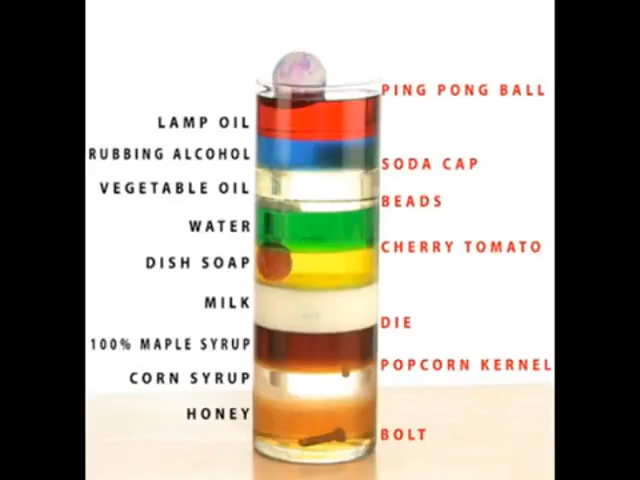 PING PONG BALL
LAMP OIL
RUBBING ALCOHOL
SODA CAP
VEGETABLE OIL
BEADS
WATER
CHERRY TOMATO
DISH SOAP
MILK
DIE
100% MAPLE SYRUP
POPCORN KERNEL
CORN SYRUP
HONEY
BOLT